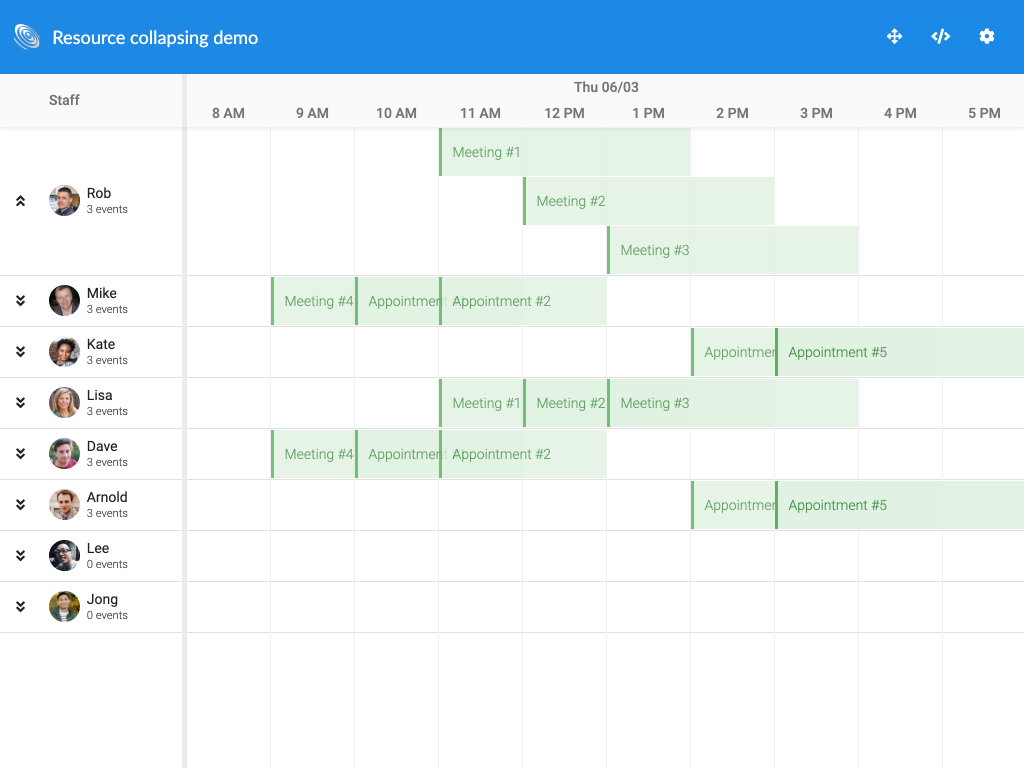 Resource collapsing demo
Staff
Thu 06/03
8 AM 9 AM 10 AM 11 AM 12 PM 1 PM 2 PM 3 PM 4 PM 5 PM
Rob
3 events
Meeting #1
Meeting #2
Meeting #3
Mike
3 events
Meeting #4 Appointmen Appointment #2
Kate
3 events
Appointmen Appointment #5
Lisa
3 events
Meeting #1 Meeting #2 Meeting #3
Dave
3 events
Meeting #4 Appointmen Appointment #2
Arnold
3 events
Appointmen Appointment #5
Lee
0 events
Jong
0 events